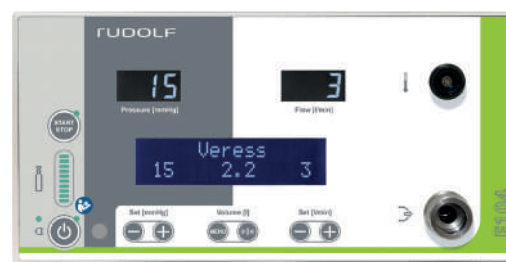 RUDOLF
15
3
Pressure [mmHg]
Flow [l/min]
START
STOP
Veress
15 2.2 3
Set [mmHg]
Volume [l]
Set [l/min]
MENU
E104